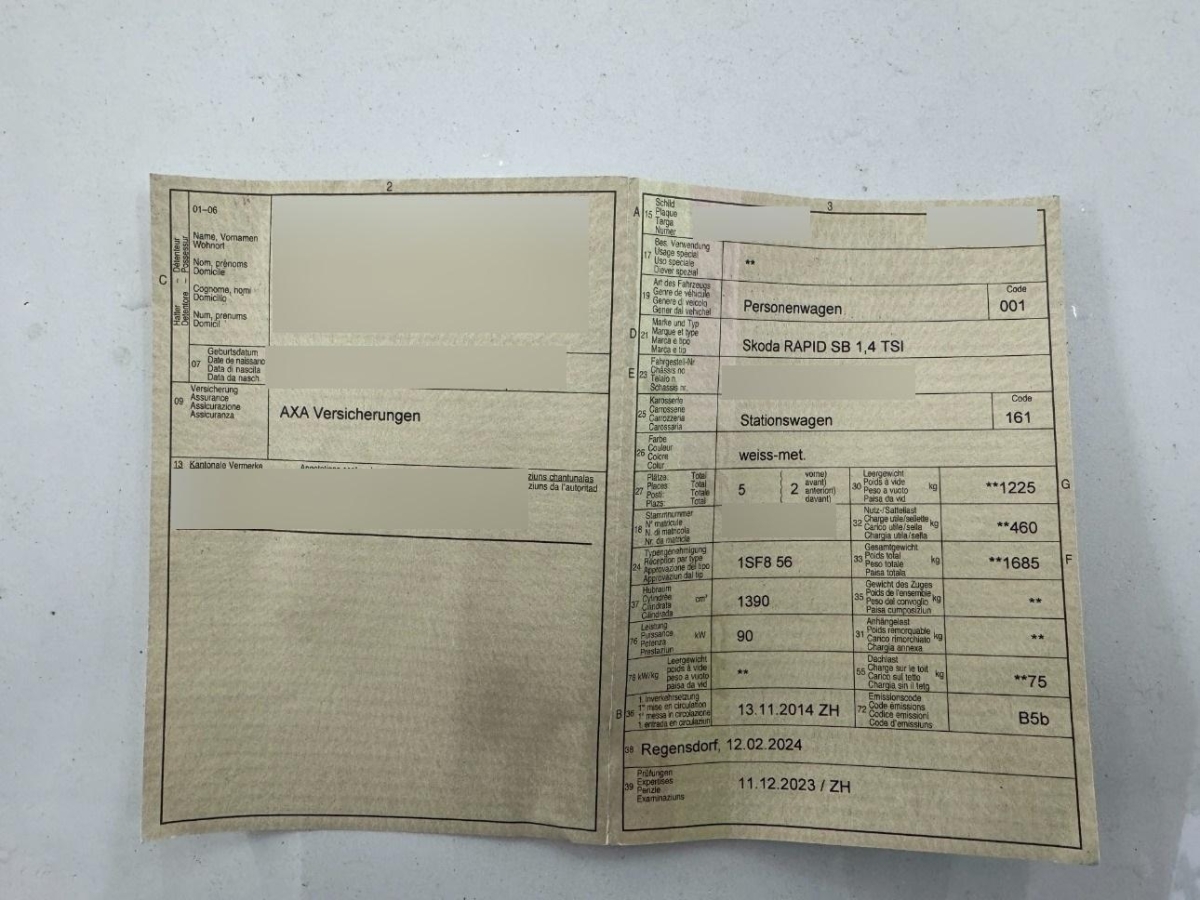 2
01–06
Name, Vornamen
Wohnort
Nom, prénoms
Domicile
Cognome, nomi
Domicilio
Num, prenums
Domicil
C
Halter – Détenteur
Detentore – Possessur
07
Geburtsdatum
Date de naissance
Data di nascita
Data da nasch.
09
Versicherung
Assurance
Assicurazione
Assicuranza
AXA Versicherungen
13 Kantonale Vermerke
ziuns chantunalas
ziuns da l'autoritad
3
A 15
Schild
Plaque
Targa
Numer
17
Bes. Verwendung
Usage spécial
Uso speciale
Diever spezial
**
19
Art des Fahrzeugs
Genre de véhicule
Genere di veicolo
Gener dal vehichel
Personenwagen
Code
001
D 21
Marke und Typ
Marque et type
Marca e tipo
Marca e tip
Skoda RAPID SB 1,4 TSI
E 23
Fahrgestell-Nr.
Châssis no
Telaio n.
Schassis nr.
25
Karosserie
Carrosserie
Carrozzeria
Carossaria
Stationswagen
Code
161
26
Farbe
Couleur
Colore
Color
weiss-met.
27
Plätze: Total
Places: Total
Posti: Totale
Plazs: Total
5
( 2
vorne)
avant)
anteriori)
davant)
30
Leergewicht
Poids à vide
Peso a vuoto
Paisa da vid
kg
**1225
G
18
Stammnummer
N° matricule
N. di matricola
Nr. da matricla
32
Nutz-/Sattellast
Charge utile/sellette
Carico utile/sella
Chargia utila/sella
kg
**460
24
Typengenehmigung
Réception par type
Approvazione del tipo
Approvaziun dal tip
1SF8 56
33
Gesamtgewicht
Poids total
Peso totale
Paisa totala
kg
**1685
F
37
Hubraum
Cylindrée
Cilindrata
Cilindrada
cm³
1390
35
Gewicht des Zuges
Poids de l'ensemble
Peso del convoglio
Paisa cumposiziun
kg
**
76
Leistung
Puissance
Potenza
Prestaziun
kW
90
31
Anhängelast
Poids remorquable
Carico rimorchiato
Chargia annexa
kg
**
78 kW/kg
Leergewicht
poids à vide
peso a vuoto
paisa da vid
**
55
Dachlast
Charge sur le toit
Carico sul tetto
Chargia sin il tetg
kg
**75
B 36
1. Inverkehrsetzung
1re mise en circulation
1a messa in circolazione
1. entrada en circulaziun
13.11.2014 ZH
72
Emissionscode
Code émissions
Codice emissioni
Code d'emissiuns
B5b
38 Regensdorf, 12.02.2024
39
Prüfungen
Expertises
Perizie
Examinaziuns
11.12.2023 / ZH